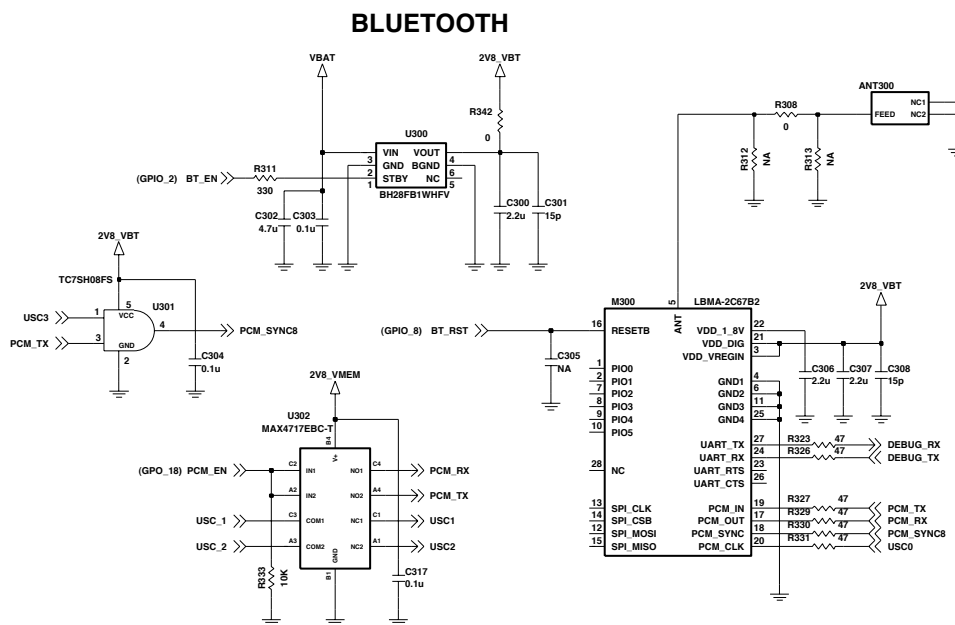 BLUETOOTH
VBAT
2V8_VBT
R342
0
U300
VIN
VOUT
3
GND
BGND
4
2
STBY
NC
6
1
5
BH28FB1WHFV
(GPIO_2) BT_EN
R311
330
C302
4.7u
C303
0.1u
C300
2.2u
C301
15p
ANT300
FEED
NC1
NC2
R308
0
R312
NA
R313
NA
2V8_VBT
TC7SH08FS
U301
5
VCC
USC3
1
4
PCM_SYNC8
PCM_TX
3
GND
2
C304
0.1u
(GPIO_8) BT_RST
C305
NA
M300
LBMA-2C67B2
5
ANT
16
RESETB
1
PIO0
2
PIO1
7
PIO2
8
PIO3
9
PIO4
10
PIO5
28
NC
13
SPI_CLK
14
SPI_CSB
12
SPI_MOSI
15
SPI_MISO
VDD_1_8V
22
VDD_DIG
21
VDD_VREGIN
3
GND1
4
GND2
6
GND3
11
GND4
25
UART_TX
27
R323
47
DEBUG_RX
UART_RX
24
R326
47
DEBUG_TX
UART_RTS
23
UART_CTS
26
PCM_IN
19
R327
47
PCM_TX
PCM_OUT
17
R329
47
PCM_RX
PCM_SYNC
18
R330
47
PCM_SYNC8
PCM_CLK
20
R331
47
USC0
2V8_VBT
C306
2.2u
C307
2.2u
C308
15p
2V8_VMEM
U302
MAX4717EBC-T
B4
V+
(GPO_18) PCM_EN
C2
IN1
NO1
C4
PCM_RX
A2
IN2
NO2
A4
PCM_TX
USC_1
C3
COM1
NC1
C1
USC1
USC_2
A3
COM2
NC2
A1
USC2
GND
B1
R333
10K
C317
0.1u